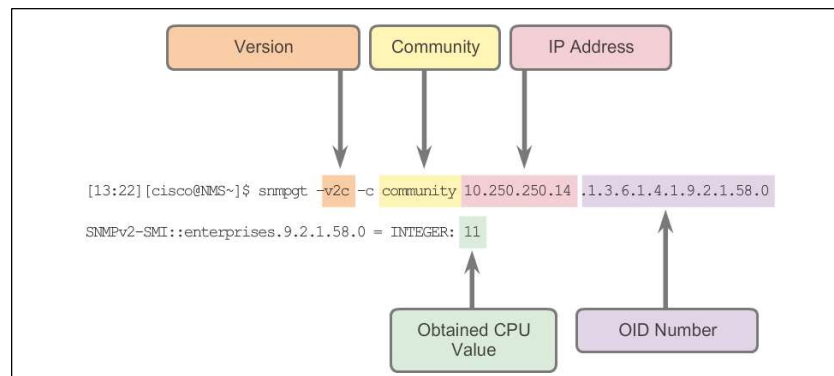 Version
Community
IP Address
[13:22][cisco@NMS~]$ snmpgt -v2c -c community 10.250.250.14 .1.3.6.1.4.1.9.2.1.58.0
SNMPv2-SMI::enterprises.9.2.1.58.0 = INTEGER: 11
Obtained CPU
Value
OID Number